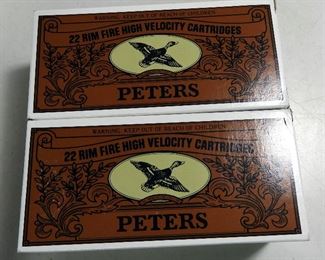 WARNING: KEEP OUT OF REACH OF CHILDREN
22 RIM FIRE HIGH VELOCITY CARTRIDGES
PETERS
WARNING: KEEP OUT OF REACH OF CHILDREN
22 RIM FIRE HIGH VELOCITY CARTRIDGES
PETERS